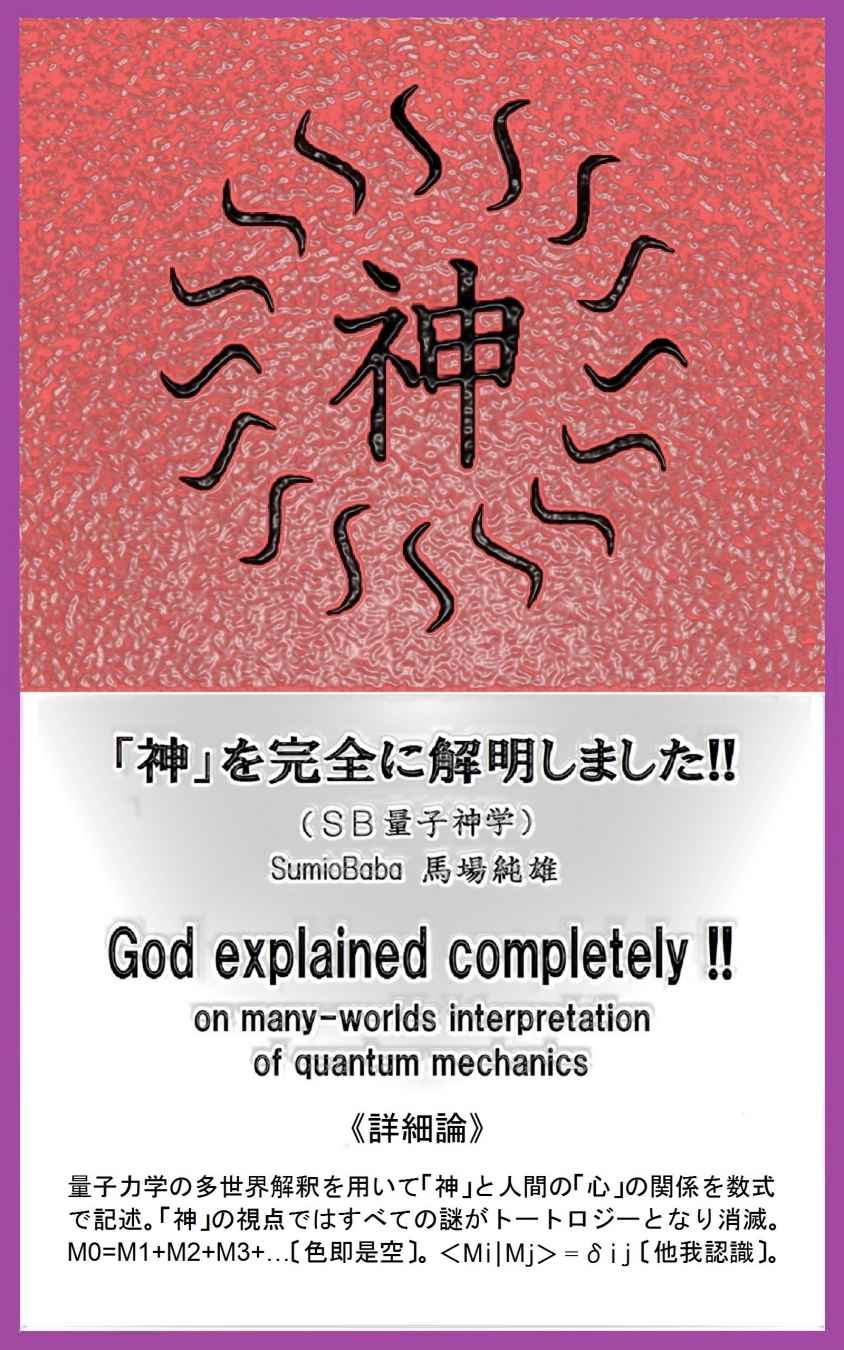 神
「神」を完全に解明しました!!
(SB量子神学)
SumioBaba 馬場純雄
God explained completely !!
on many-worlds interpretation
of quantum mechanics
《詳細論》
量子力学の多世界解釈を用いて「神」と人間の「心」の関係を数式
で記述。「神」の視点ではすべての謎がトートロジーとなり消滅。
M0=M1+M2+M3+…〔色即是空〕。<Mi|Mj>=δij〔他我認識〕。